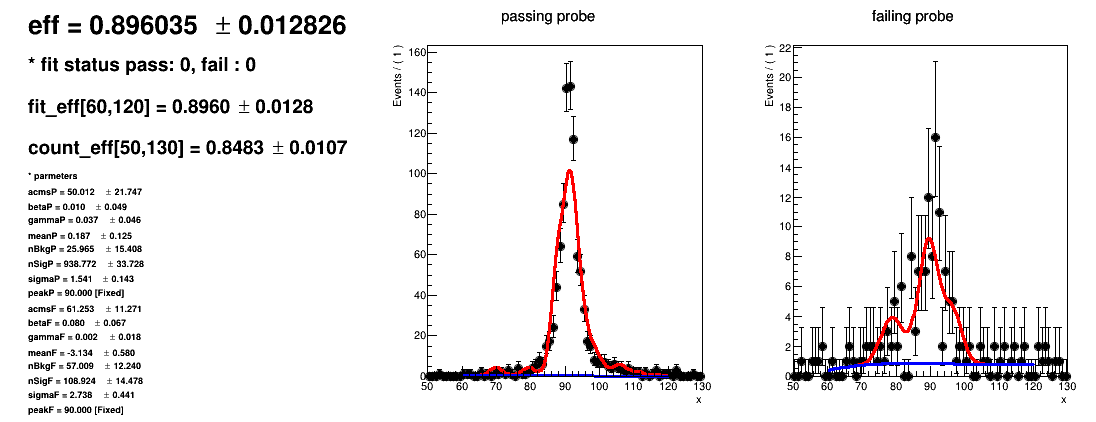 eff = 0.896035 ± 0.012826
* fit status pass: 0, fail : 0
fit_eff[60,120] = 0.8960 ± 0.0128
count_eff[50,130] = 0.8483 ± 0.0107
* parmeters
acmsP = 50.012 ± 21.747
betaP = 0.010 ± 0.049
gammaP = 0.037 ± 0.046
meanP = 0.187 ± 0.125
nBkgP = 25.965 ± 15.408
nSigP = 938.772 ± 33.728
sigmaP = 1.541 ± 0.143
peakP = 90.000 [Fixed]
acmsF = 61.253 ± 11.271
betaF = 0.080 ± 0.067
gammaF = 0.002 ± 0.018
meanF = -3.134 ± 0.580
nBkgF = 57.009 ± 12.240
nSigF = 108.924 ± 14.478
sigmaF = 2.738 ± 0.441
peakF = 90.000 [Fixed]
passing probe
Events / ( 1 )
160
140
120
100
80
60
40
20
0
50 60 70 80 90 100 110 120 130
x
failing probe
Events / ( 1 )
22
20
18
16
14
12
10
8
6
4
2
0
50 60 70 80 90 100 110 120 130
x